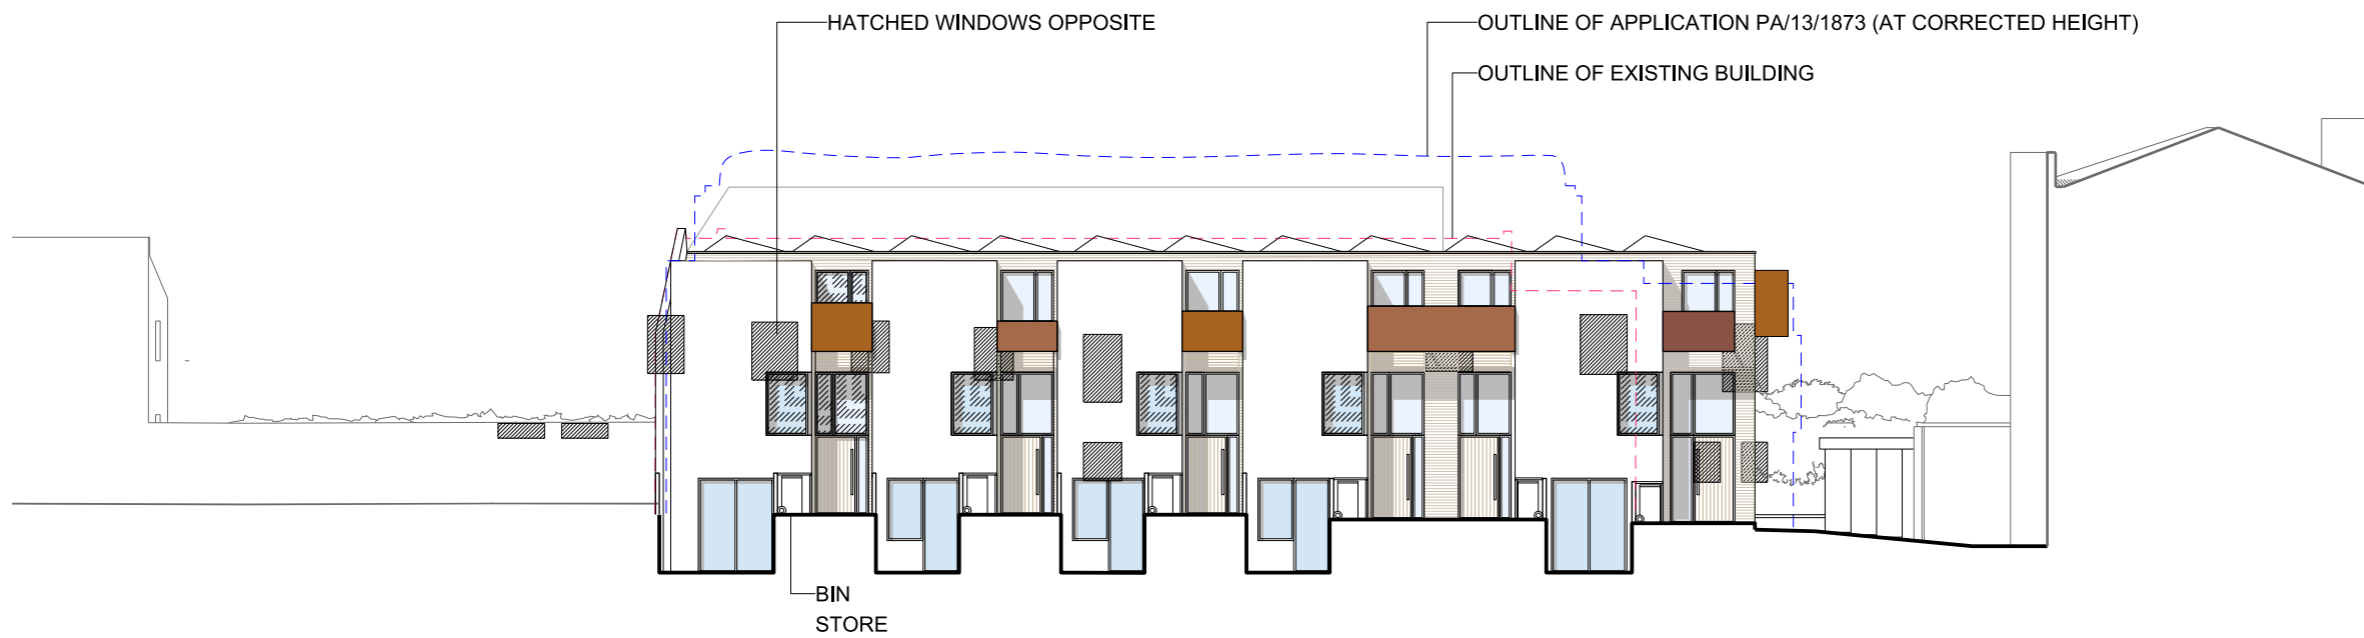 HATCHED WINDOWS OPPOSITE
OUTLINE OF APPLICATION PA/13/1873 (AT CORRECTED HEIGHT)
OUTLINE OF EXISTING BUILDING
BIN
STORE